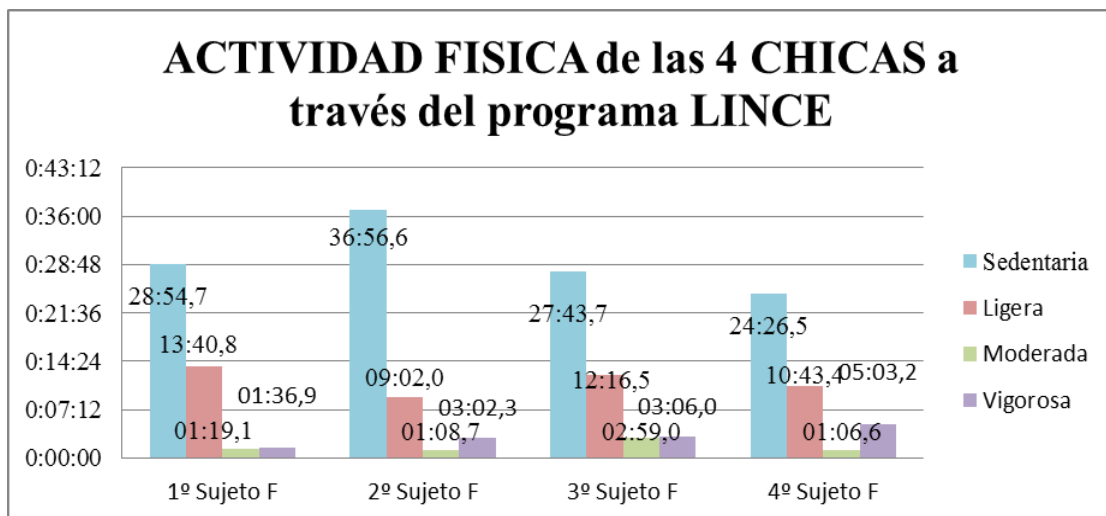 ACTIVIDAD FISICA de las 4 CHICAS a
través del programa LINCE
0:43:12
0:36:00
0:28:48
0:21:36
0:14:24
0:07:12
0:00:00
28:54,7
13:40,8
01:19,1
01:36,9
36:56,6
09:02,0
01:08,7
03:02,3
27:43,7
12:16,5
02:59,0
03:06,0
24:26,5
10:43,4
01:06,6
05:03,2
1º Sujeto F
2º Sujeto F
3º Sujeto F
4º Sujeto F
Sedentaria
Ligera
Moderada
Vigorosa